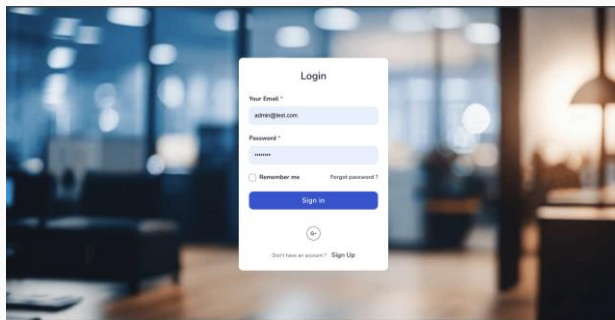 Login
Your Email *
admin@test.com
Password *
••••••••
Remember me Forgot password ?
Sign in
G+
Don't have an account ? Sign Up